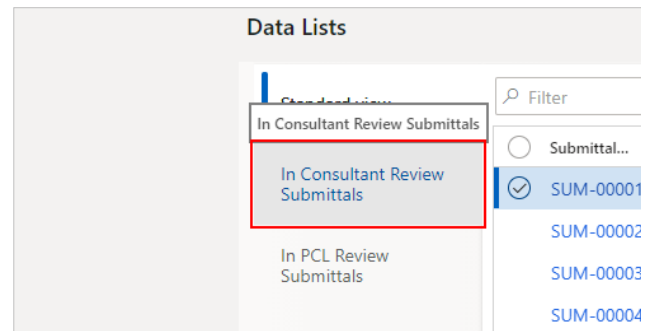 Data Lists
Standard view
Filter
In Consultant Review Submittals
Submittal...
In Consultant Review
Submittals
SUM-00001
SUM-00002
In PCL Review
Submittals
SUM-00003
SUM-00004